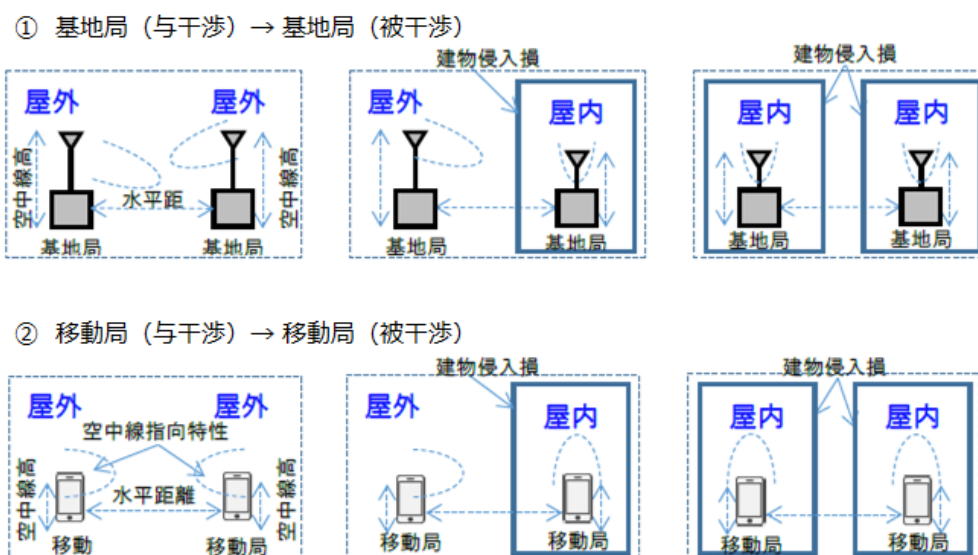 ① 基地局（与干渉）→ 基地局（被干渉）
建物侵入損
建物侵入損
屋外
屋外
屋外
屋内
屋内
屋内
空中線高
水平距
空中線高
基地局
基地局
基地局
基地局
基地局
基地局
② 移動局（与干渉）→ 移動局（被干渉）
建物侵入損
建物侵入損
屋外
屋外
屋外
屋内
屋内
屋内
空中線指向特性
空中線高
水平距離
空中線高
移動
移動局
移動局
移動局
移動局
移動局